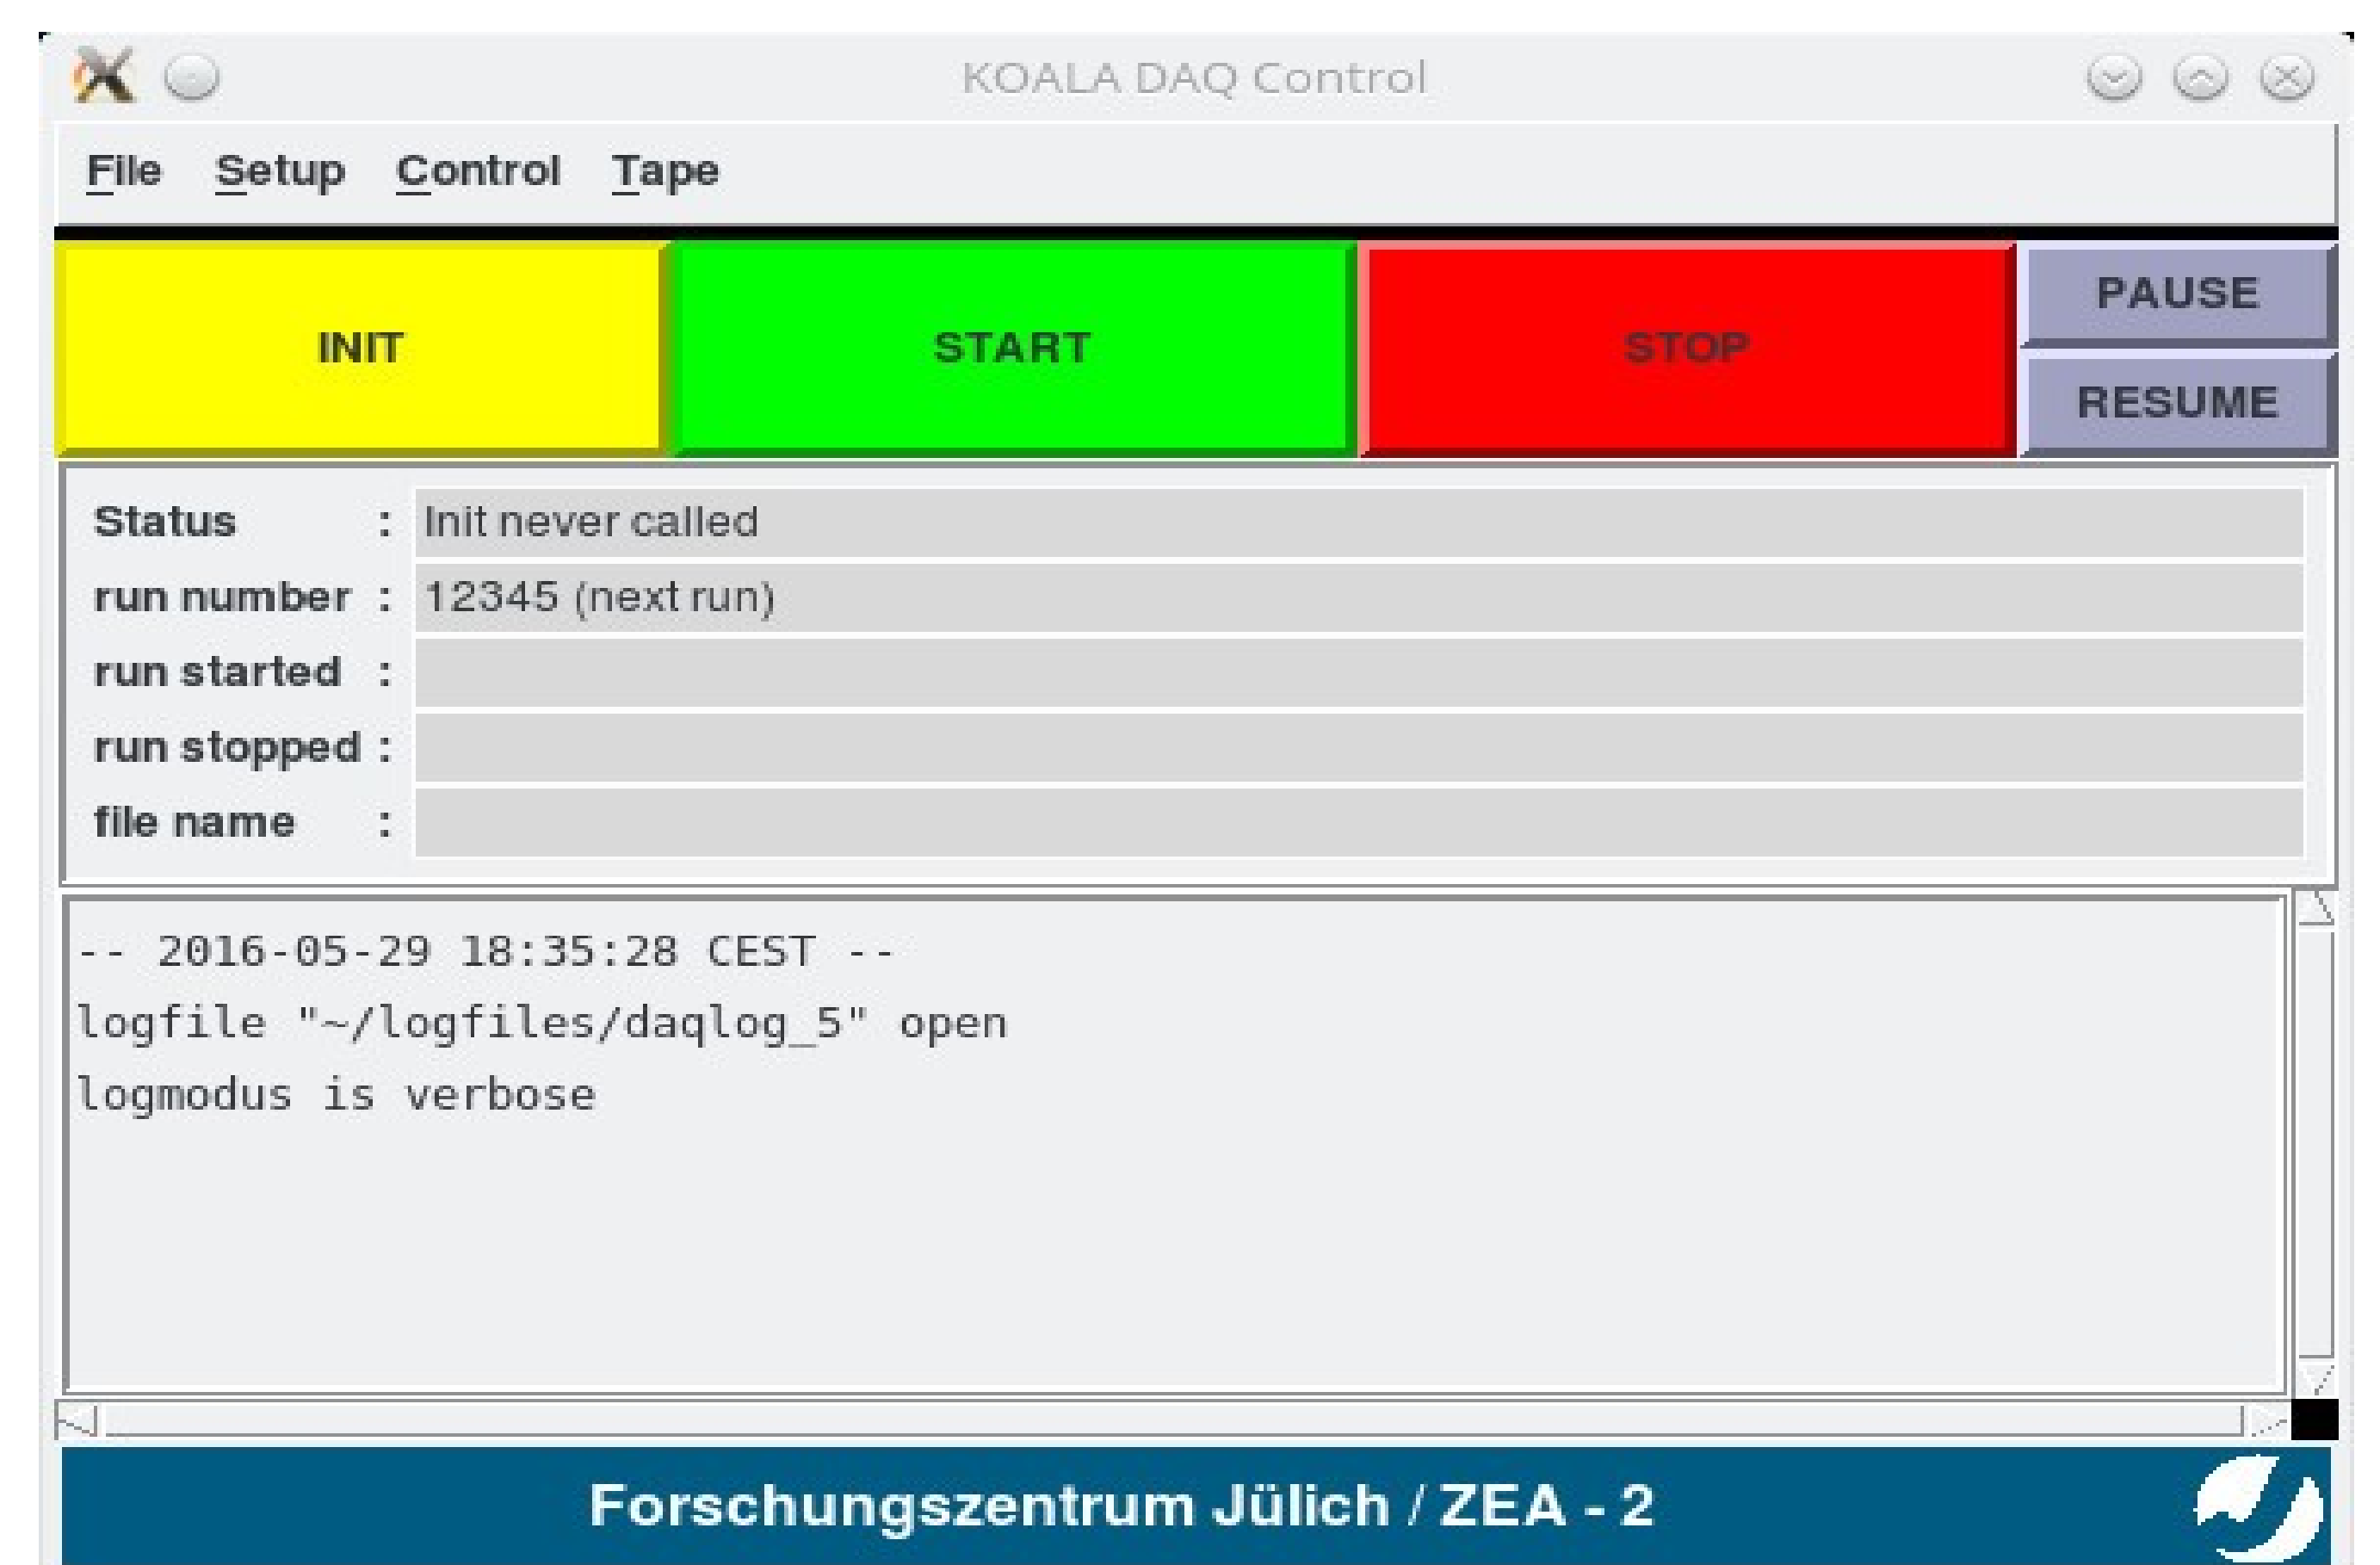 KOALA DAQ Control
File Setup Control Tape
INIT START STOP PAUSE
RESUME
Status : Init never called
run number : 12345 (next run)
run started :
run stopped :
file name :
-- 2016-05-29 18:35:28 CEST --
logfile "~/logfiles/daqlog_5" open
logmodus is verbose
Forschungszentrum Jülich / ZEA - 2